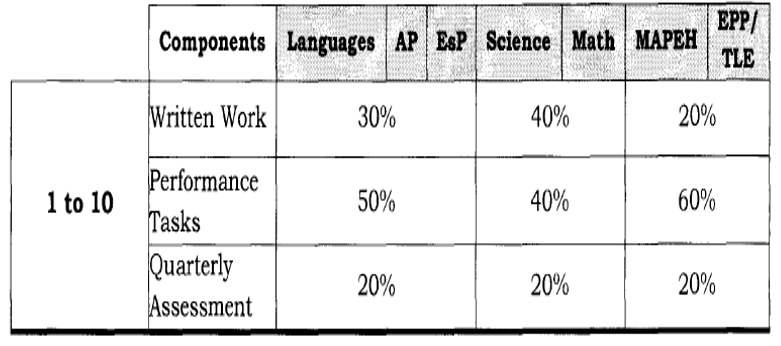 Components Languages AP EsP Science Math MAPEH EPP/
TLE
1 to 10
Written Work 30% 40% 20%
Performance
Tasks 50% 40% 60%
Quarterly
Assessment 20% 20% 20%